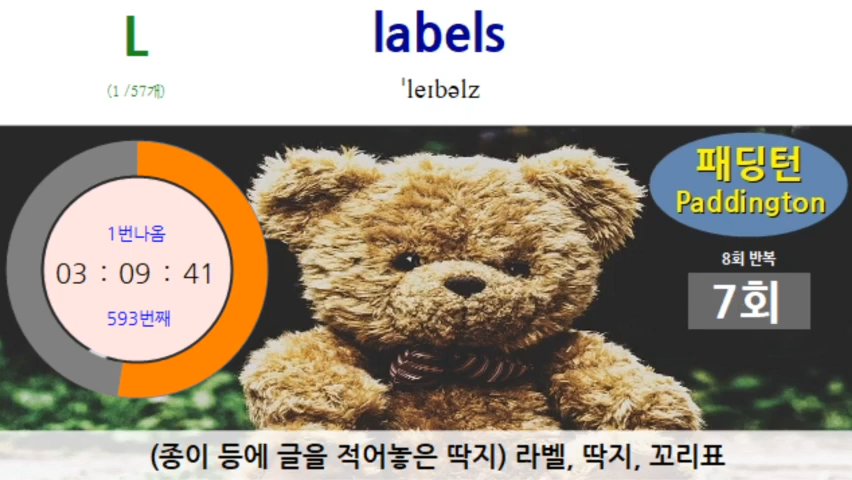 L
labels
(1 /57개)
ˈleɪbəlz
1번나옴
03 : 09 : 41
593번째
패딩턴
Paddington
8회 반복
7회
(종이 등에 글을 적어놓은 딱지) 라벨, 딱지, 꼬리표